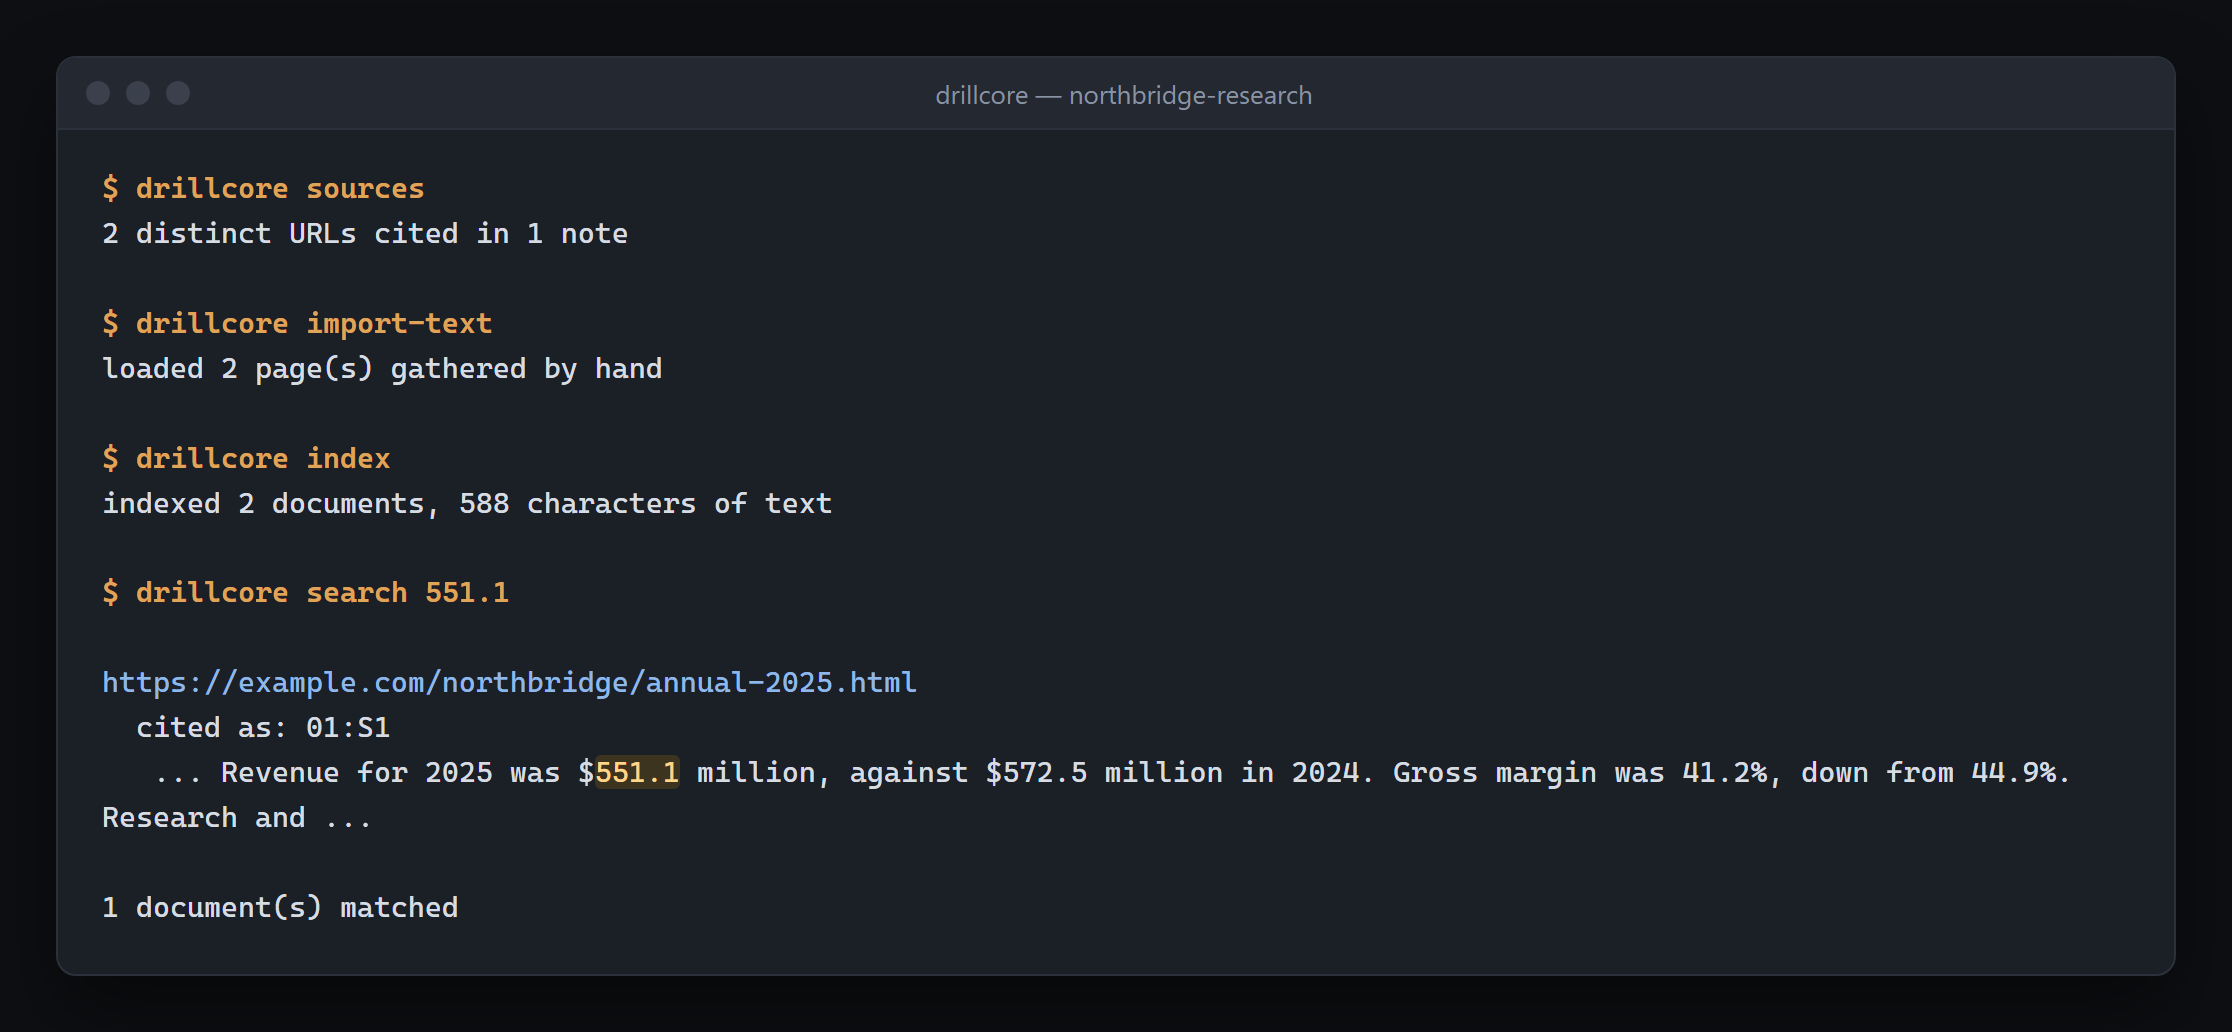 drillcore — northbridge-research
$ drillcore sources
2 distinct URLs cited in 1 note
$ drillcore import-text
loaded 2 page(s) gathered by hand
$ drillcore index
indexed 2 documents, 588 characters of text
$ drillcore search 551.1
https://example.com/northbridge/annual-2025.html
cited as: 01:S1
... Revenue for 2025 was $551.1 million, against $572.5 million in 2024. Gross margin was 41.2%, down from 44.9%.
Research and ...
1 document(s) matched